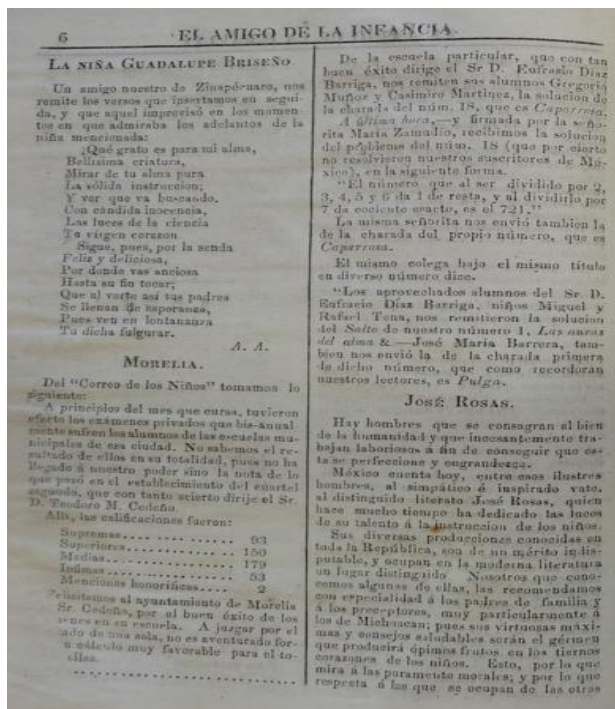 6
EL AMIGO DE LA INFANCIA.
LA NIÑA GUADALUPE BRISEÑO
Un amigo nuestro de Zinapécuaro, nos
remite los versos que insertamos en segui-
da, y que aquel improvisó en los momen-
tos en que admiraba los adelantos de la
niña mencionada:
¡Qué grato es para mi alma,
Bellísima criatura,
Mirar de tu alma pura
La sólida instruccion;
Y ver que va buscando.
Con cándida inocencia,
Las luces de la ciencia
Tu vírgen corazon.
Sigue, pues, por la senda
Feliz y deliciosa,
Por donde vas anciosa
Hasta su fin tocar;
Que al verte así tus padres
Se llenan de esperanza,
Pues ven en lontananza
Tu dicha fulgurar.
A. A.
MORELIA.
Del "Correo de los Niños" tomamos lo
siguiente:
A principios del mes que cursa, tuvieron
efecto los exámenes privados que bis-anual
mente sufren los alumnos de las escuelas mu-
nicipales de esa ciudad. No sabemos el re-
sultado de ellos en su totalidad, pues no ha
llegado á nuestro poder sino la nota de lo
que pasó en el establecimiento del cuartel
segundo, que con tanto acierto dirije el Sr.
D. Teodoro M. Cedeño.
Allí, las calificaciones fueron:
Supremas............... 93
Superiores............. 150
Medias................. 179
Infimas................ 53
Menciones honoríficas.... 2
Felicitamos al ayuntamiento de Morelia
Sr. Cedeño, por el buen éxito de los
en su escuela. A juzgar por el
de una sola, no es aventurado for-
cálculo muy favorable para el to-
ellas.
De la escuela particular, que con tan
buen éxito dirige el Sr D. Eufrasio Díaz
Barriga, nos remiten sus alumnos Gregorio
Muñoz y Casimiro Martinez, la solucion de
la charada del núm. 18, que es Caparrosa.
A última hora,—y firmada por la seño-
rita María Zamudio, recibimos la solucion
del problema del núm. 18 (que por cierto
no resolvieron nuestros suscritores de Mé-
xico), en la siguiente forma.
"El número que al ser dividido por 2,
3, 4, 5 y 6 da 1 de resta, y al dividirlo por
7 da cociente exacto, es el 721."
La misma señorita nos envió tambien la
de la charada del propio número, que es
Caparrosa.
El mismo colega bajo el mismo título
en diverso número dice.
"Los aprovechados alumnos del Sr. D.
Eufracio Díaz Barriga, niños Miguel y
Rafael Tena, nos remitieron la solucion
del Salto de nuestro número 1, Las auras
del alma & —José María Barrera, tam-
bien nos envió la de la charada primera
de dicho número, que como recordarán
nuestros lectores, es Pulga.
JOSÉ ROSAS.
Hay hombres que se consagran al bien
de la humanidad y que incesantemente tra-
bajan laboriosos á fin de conseguir que es-
ta se perfeccione y engrandezca.
México cuenta hoy, entre esos ilustres
hombres, al simpático é inspirado vate,
al distinguido literato José Rosas, quien
hace mucho tiempo ha dedicado las luces
de su talento á la instruccion de los niños.
Sus diversas producciones conocidas en
toda la República, son de un mérito indis-
putable, y ocupan en la moderna literatura
un lugar distinguido Nosotros que cono-
cemos algunas de ellas, las recomendamos
con especialidad á los padres de familia y
á los preceptores, muy particularmente á
los de Michoacan; pues sus virtuosas máxi-
mas y consejos saludables serán el gérmen
que producirá ópimos frutos en los tiernos
corazones de los niños. Esto, por lo que
mira á las puramente morales; y por lo que
respecta á las que se ocupan de las otras